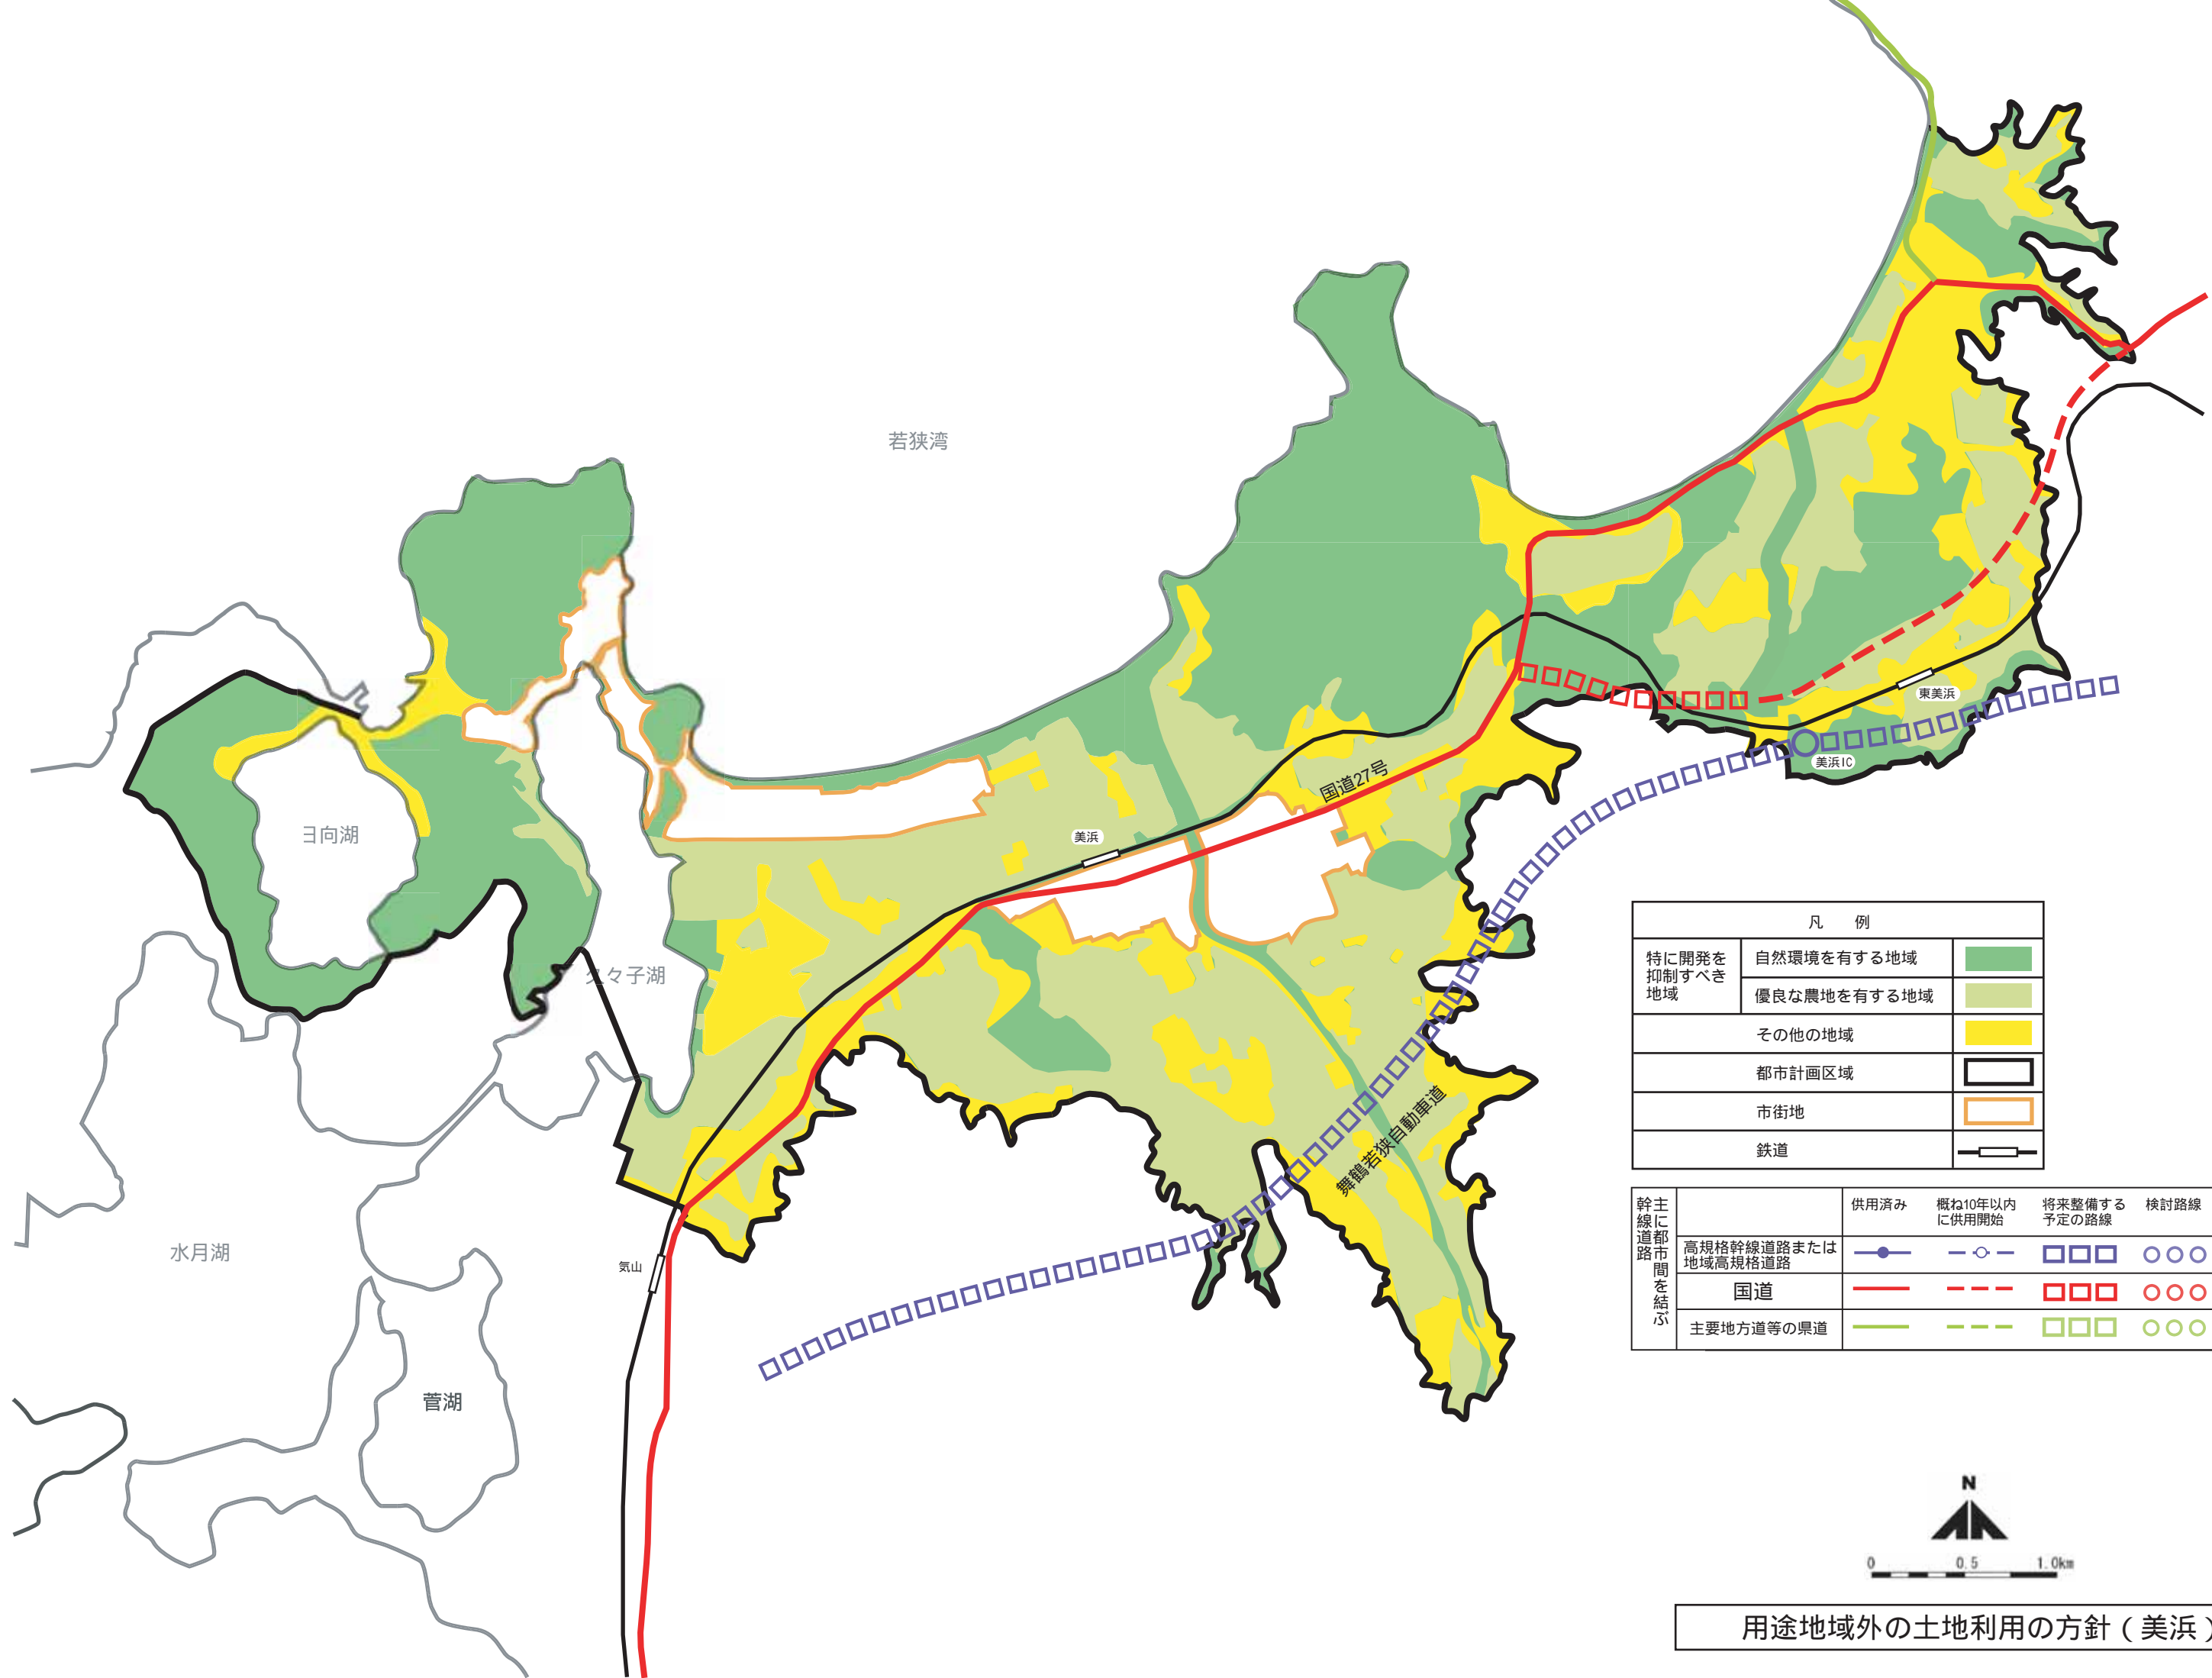 若狭湾
日向湖
久々子湖
水月湖
菅湖
美浜
気山
東美浜
美浜IC
国道27号
舞鶴若狭自動車道
凡　例
特に開発を
抑制すべき
地域
自然環境を有する地域
優良な農地を有する地域
その他の地域
都市計画区域
市街地
鉄道
主に都市間を結ぶ
幹線道路
供用済み
概ね10年以内
に供用開始
将来整備する
予定の路線
検討路線
高規格幹線道路または
地域高規格道路
国道
主要地方道等の県道
N
0 0.5 1.0km
用途地域外の土地利用の方針（美浜）